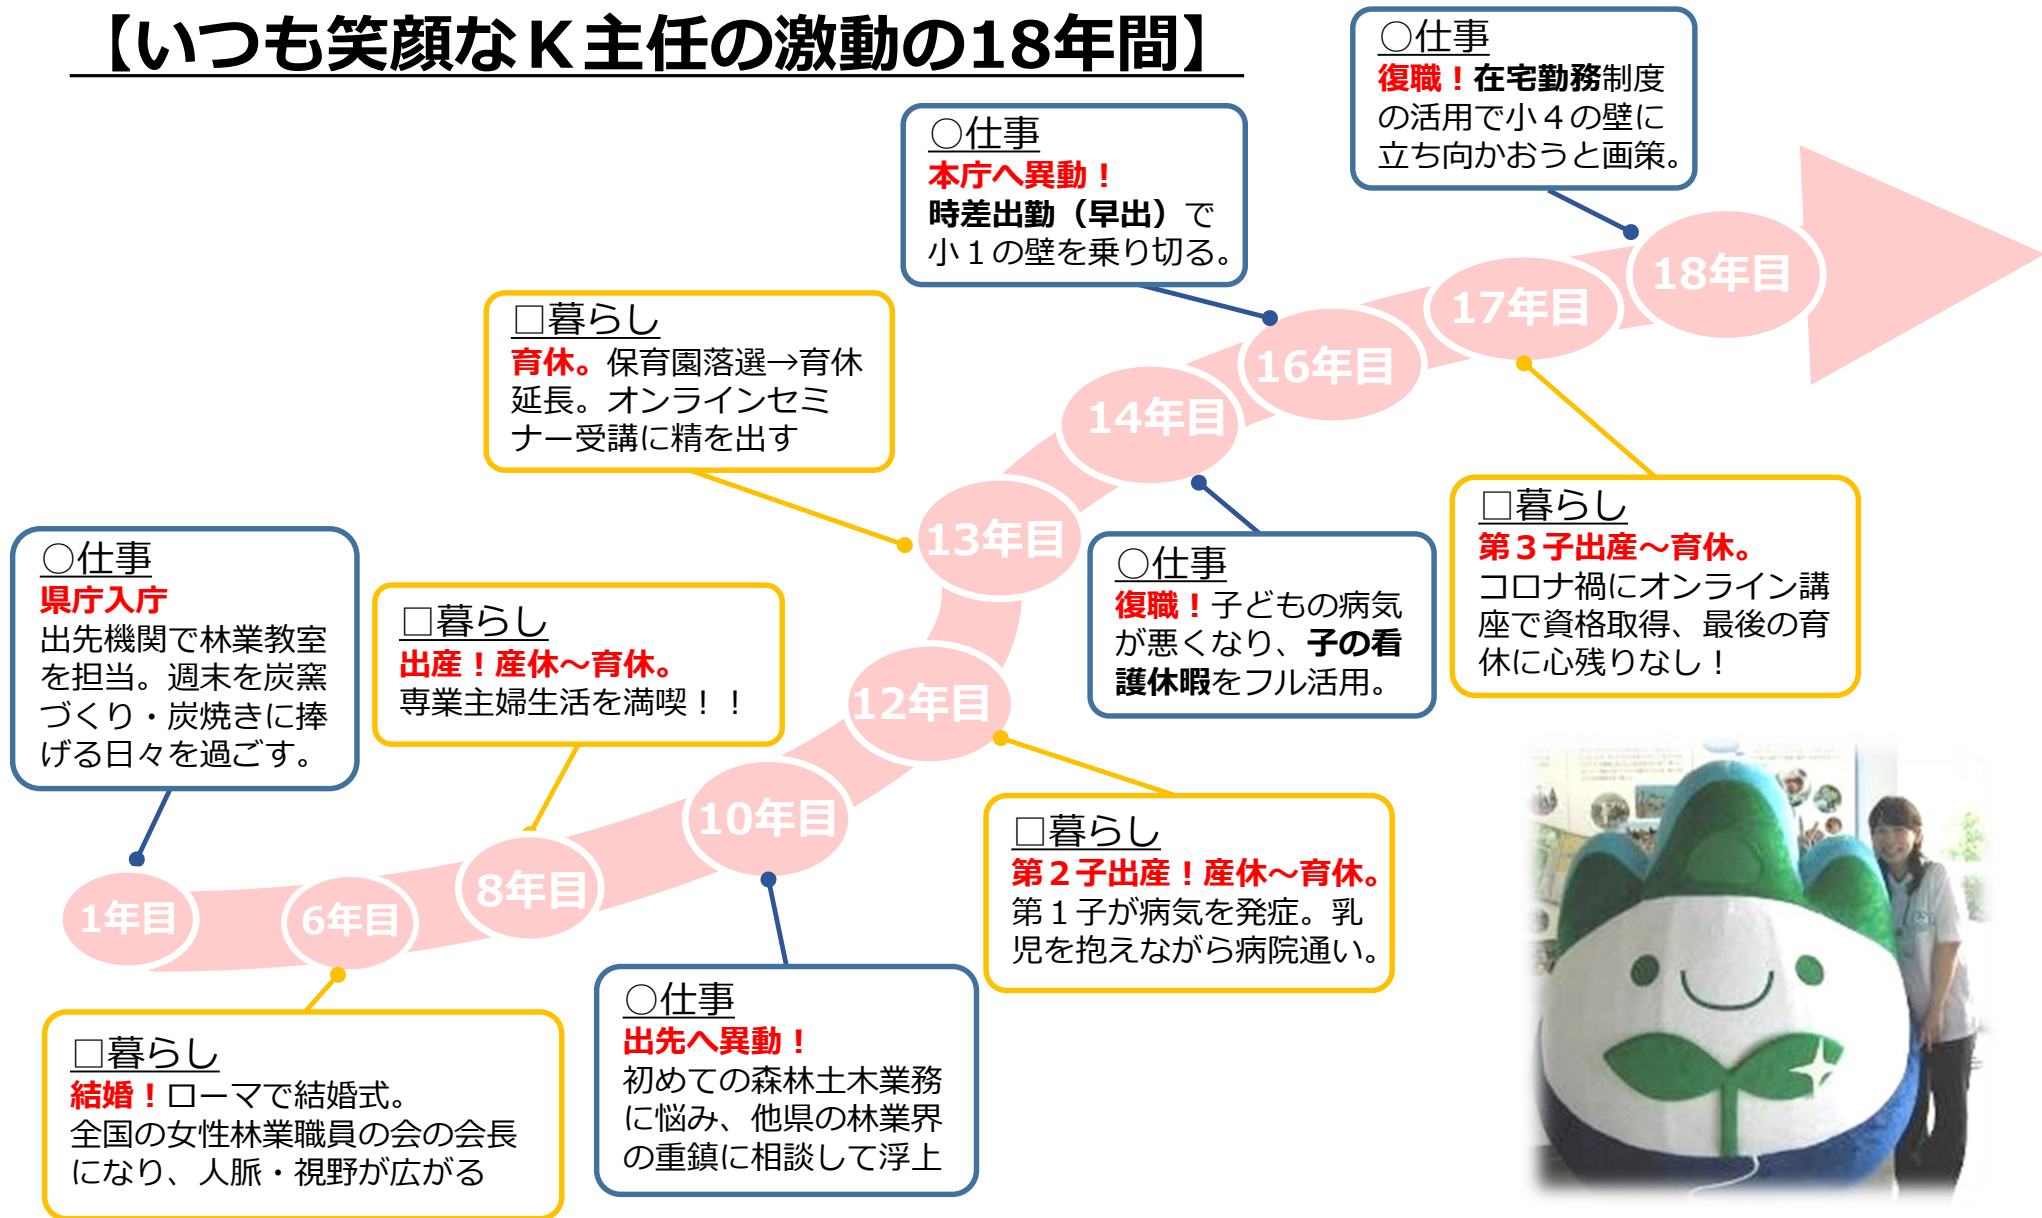 【いつも笑顔なＫ主任の激動の18年間】
○仕事
県庁入庁
出先機関で林業教室
を担当。週末を炭窯
づくり・炭焼きに捧
げる日々を過ごす。
1年目
□暮らし
結婚！ローマで結婚式。
全国の女性林業職員の会の会長
になり、人脈・視野が広がる
6年目
□暮らし
出産！産休～育休。
専業主婦生活を満喫！！
8年目
○仕事
出先へ異動！
初めての森林土木業務
に悩み、他県の林業界
の重鎮に相談して浮上
10年目
□暮らし
第２子出産！産休～育休。
第１子が病気を発症。乳
児を抱えながら病院通い。
12年目
□暮らし
育休。保育園落選→育休
延長。オンラインセミ
ナー受講に精を出す
13年目
○仕事
復職！子どもの病気
が悪くなり、子の看
護休暇をフル活用。
14年目
○仕事
本庁へ異動！
時差出勤（早出）で
小１の壁を乗り切る。
16年目
□暮らし
第３子出産～育休。
コロナ禍にオンライン講
座で資格取得、最後の育
休に心残りなし！
17年目
○仕事
復職！在宅勤務制度
の活用で小４の壁に
立ち向かおうと画策。
18年目